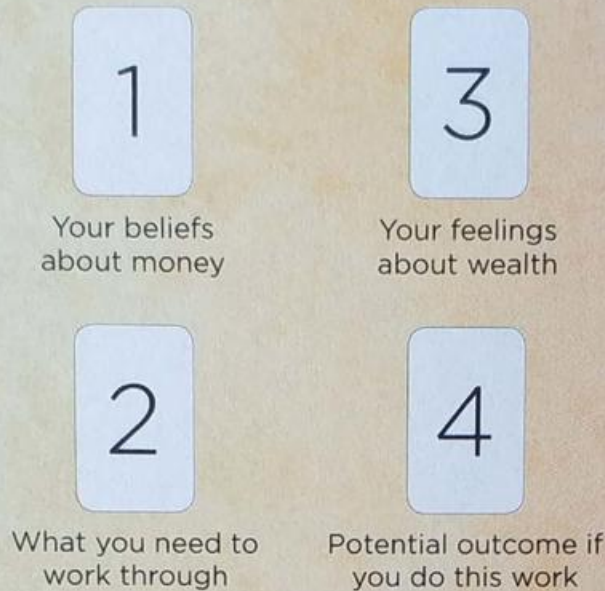 1
Your beliefs
about money
3
Your feelings
about wealth
2
What you need to
work through
4
Potential outcome if
you do this work